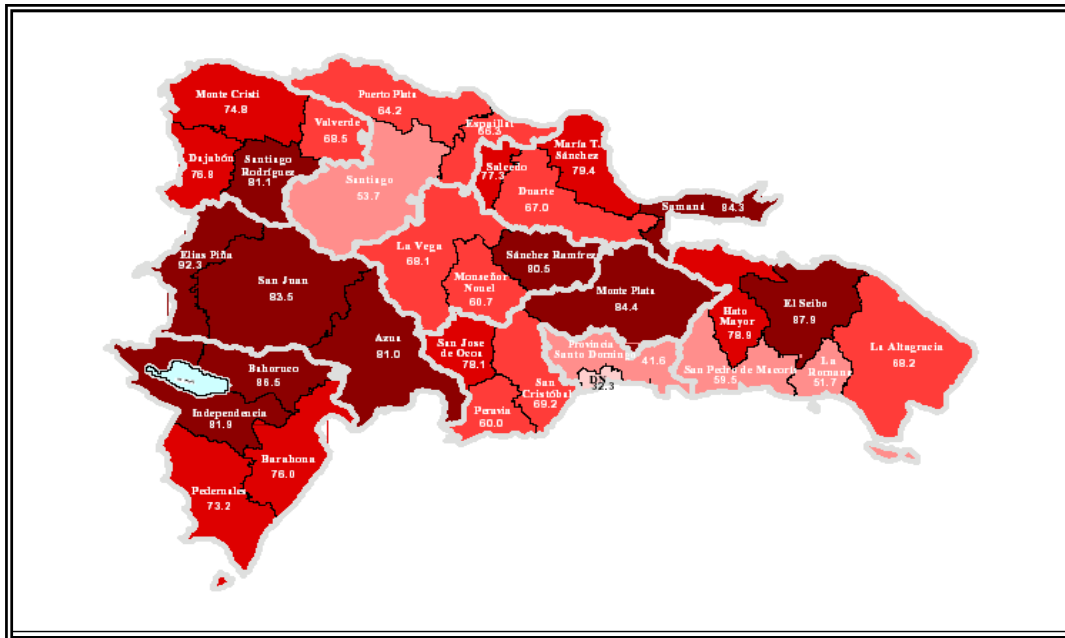 Monte Cristi
74.8
Puerto Plata
64.2
Valverde
68.5
Espaillat
66.3
Dajabón
76.8
Santiago
Rodríguez
81.1
Santiago
53.7
Salcedo
77.3
María T.
Sánchez
79.4
Duarte
67.0
Samaná 84.3
Elias Piña
92.3
San Juan
83.5
La Vega
68.1
Monseñor
Nouel
60.7
Sánchez Ramírez
80.5
Monte Plata
84.4
Hato
Mayor
78.9
El Seibo
87.9
La Altagracia
68.2
Azua
81.0
San Jose
de Ocoa
78.1
San
Cristóbal
69.2
Peravia
60.0
Provincia
Santo Domingo
41.6
DN
32.3
San Pedro de Macorís
59.5
La
Romana
51.7
Bahoruco
86.5
Independencia
81.9
Barahona
76.0
Pedernales
73.2